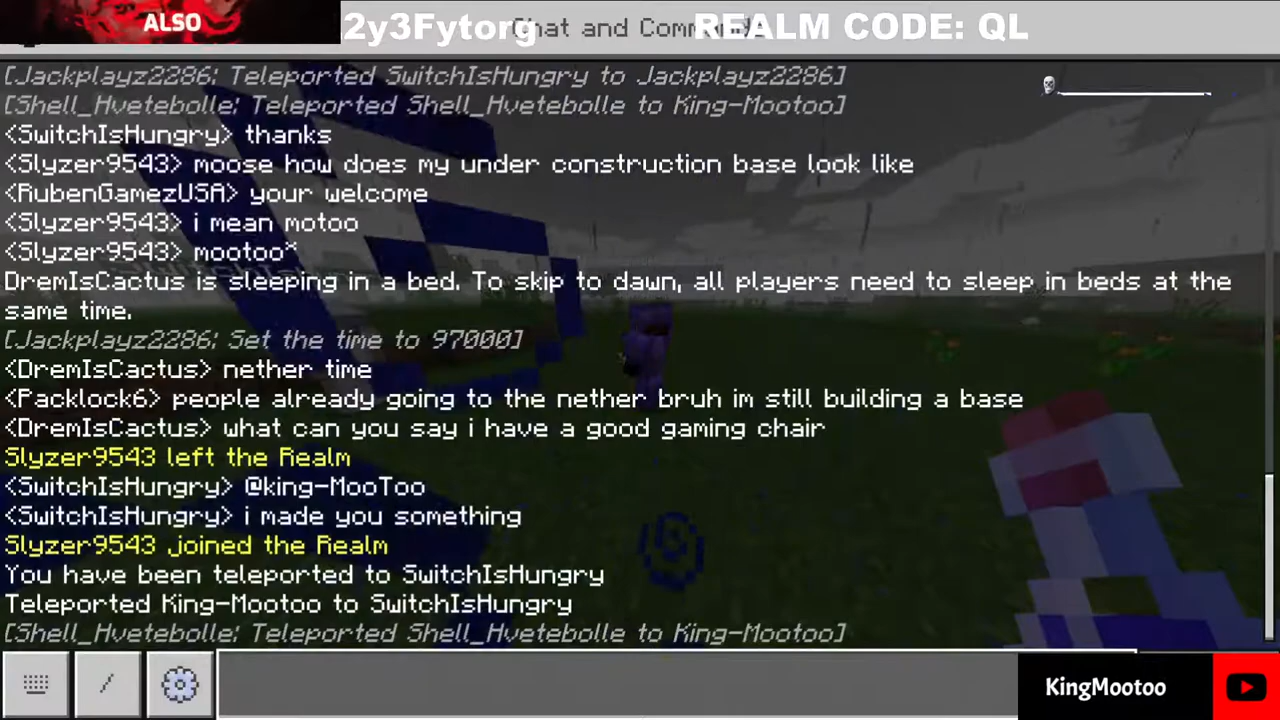 ALSO
2y3Fytorg
Chat and Comm
REALM CODE: QL
[Jackplayz2286: Teleported SwitchIsHungry to Jackplayz2286]
[Shell_Hvetebolle: Teleported Shell_Hvetebolle to King-Mootoo]
<SwitchIsHungry> thanks
<Slyzer9543> moose how does my under construction base look like
<RubenGamezUSA> your welcome
<Slyzer9543> i mean motoo
<Slyzer9543> mootoo*
DremIsCactus is sleeping in a bed. To skip to dawn, all players need to sleep in beds at the
same time.
[Jackplayz2286: Set the time to 97000]
<DremIsCactus> nether time
<Packlock6> people already going to the nether bruh im still building a base
<DremIsCactus> what can you say i have a good gaming chair
Slyzer9543 left the Realm
<SwitchIsHungry> @king-MooToo
<SwitchIsHungry> i made you something
Slyzer9543 joined the Realm
You have been teleported to SwitchIsHungry
Teleported King-Mootoo to SwitchIsHungry
[Shell_Hvetebolle: Teleported Shell_Hvetebolle to King-Mootoo]
/
KingMootoo